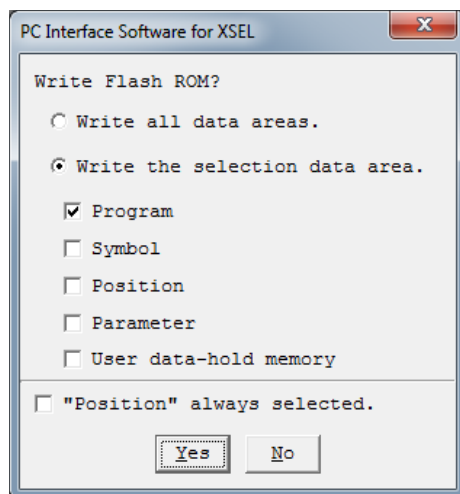 PC Interface Software for XSEL
Write Flash ROM?
Write all data areas.
Write the selection data area.
Program
Symbol
Position
Parameter
User data-hold memory
"Position" always selected.
Yes No